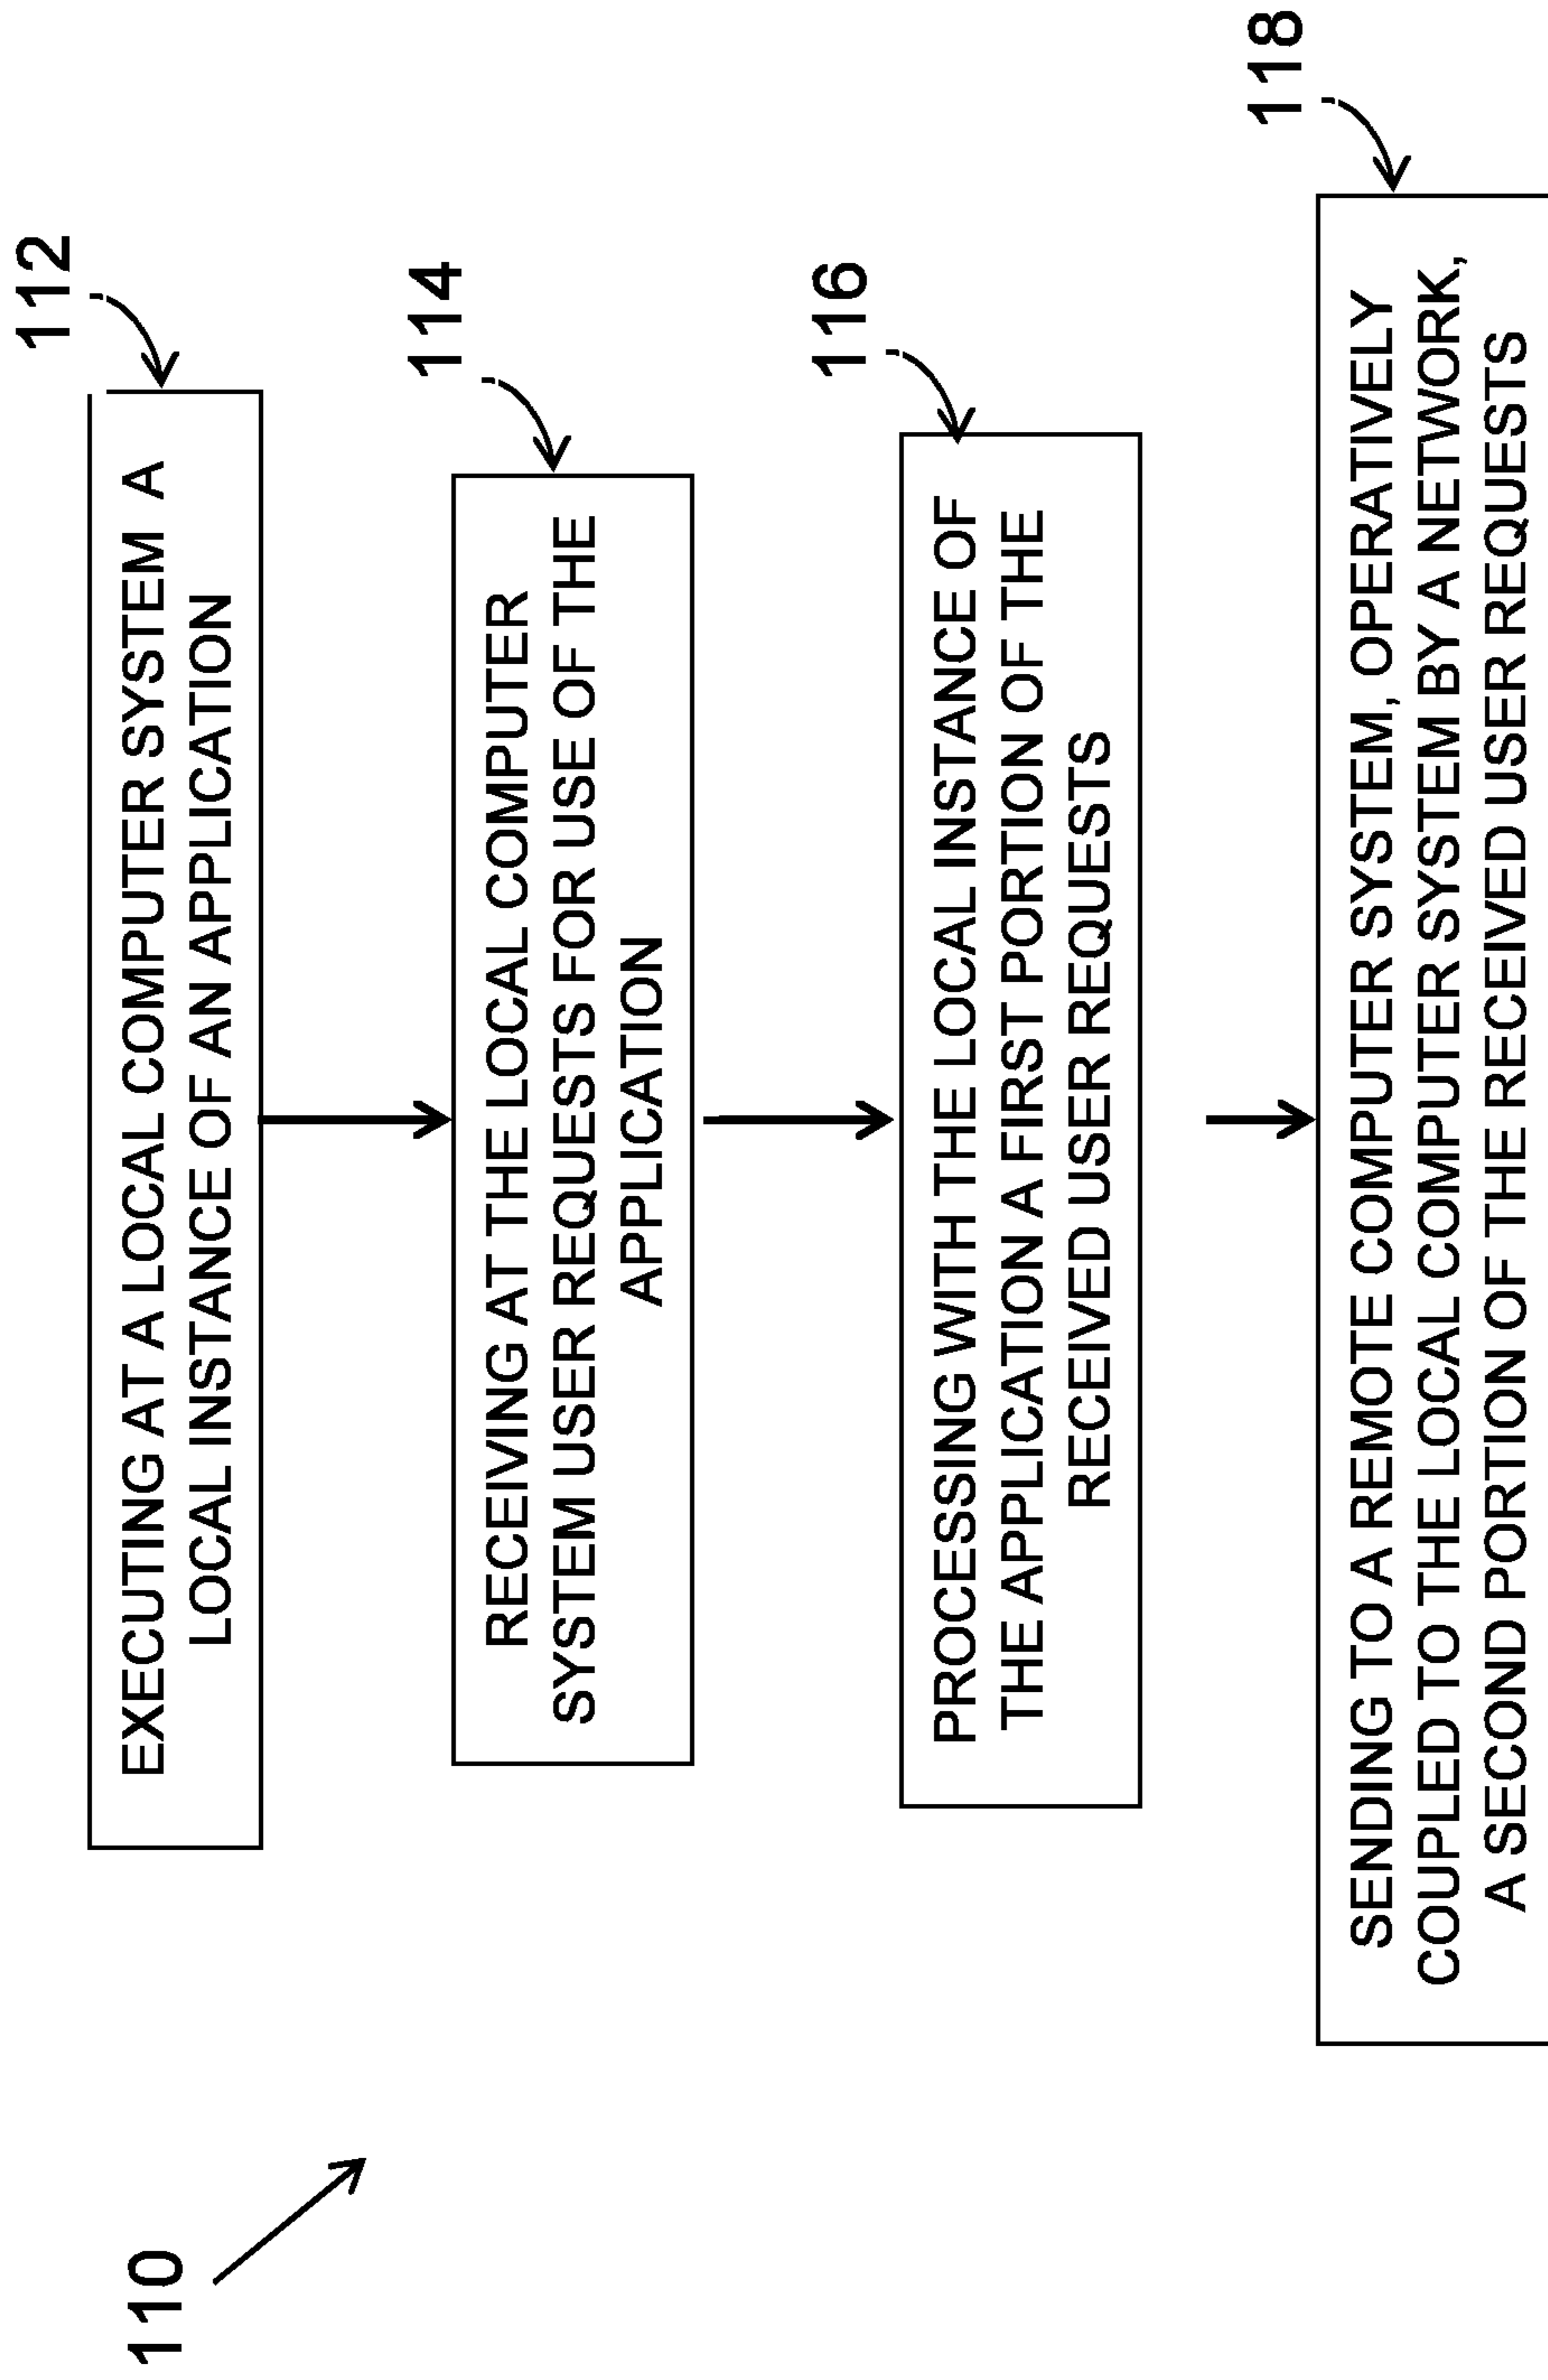 110
112
EXECUTING AT A LOCAL COMPUTER SYSTEM A
LOCAL INSTANCE OF AN APPLICATION
114
RECEIVING AT THE LOCAL COMPUTER
SYSTEM USER REQUESTS FOR USE OF THE
APPLICATION
116
PROCESSING WITH THE LOCAL INSTANCE OF
THE APPLICATION A FIRST PORTION OF THE
RECEIVED USER REQUESTS
118
SENDING TO A REMOTE COMPUTER SYSTEM, OPERATIVELY
COUPLED TO THE LOCAL COMPUTER SYSTEM BY A NETWORK,
A SECOND PORTION OF THE RECEIVED USER REQUESTS